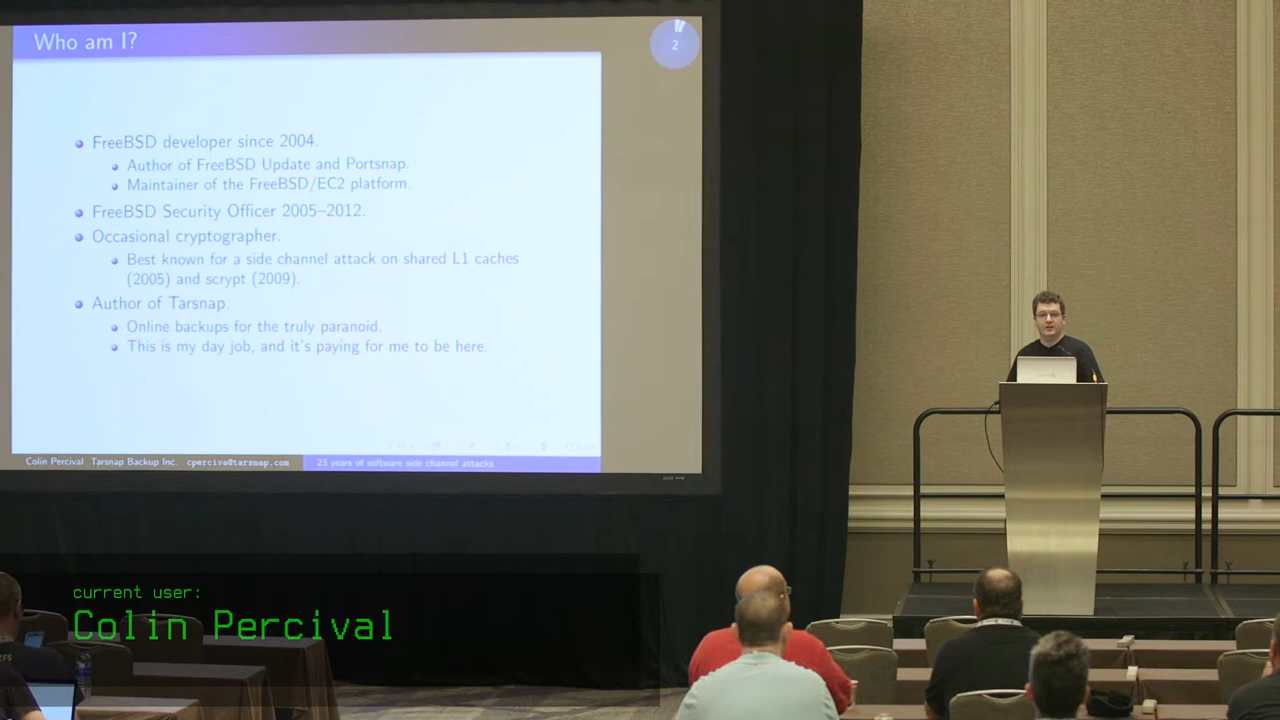 Who am I?
2
FreeBSD developer since 2004.
Author of FreeBSD Update and Portsnap.
Maintainer of the FreeBSD/EC2 platform.
FreeBSD Security Officer 2005–2012.
Occasional cryptographer.
Best known for a side channel attack on shared L1 caches
(2005) and scrypt (2009).
Author of Tarsnap.
Online backups for the truly paranoid.
This is my day job, and it's paying for me to be here.
Colin Percival Tarsnap Backup Inc. cperciva@tarsnap.com 23 years of software side channel attacks
current user:
Colin Percival